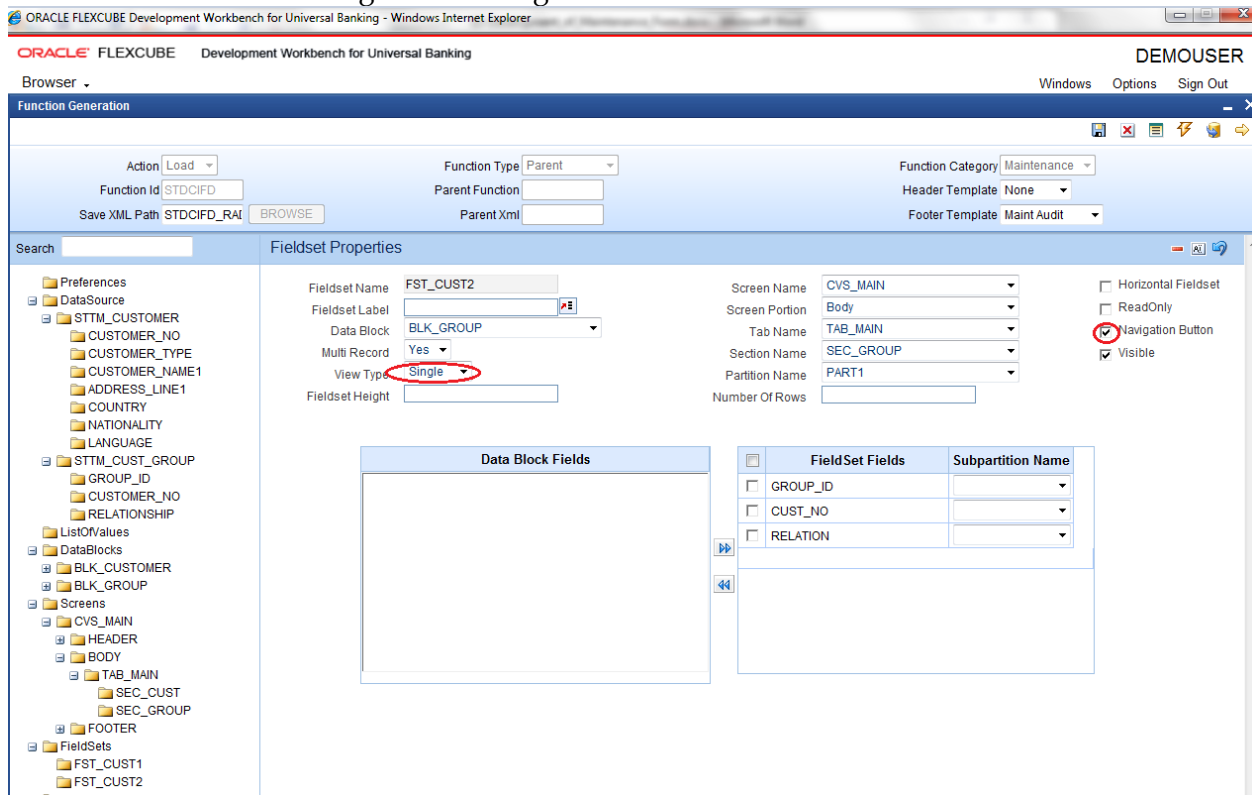 ORACLE FLEXCUBE Development Workbench for Universal Banking - Windows Internet Explorer
ORACLE FLEXCUBE Development Workbench for Universal Banking DEMOUSER
Browser Windows Options Sign Out
Function Generation
Action Load Function Type Parent Function Category Maintenance
Function Id STDCIFD Parent Function Header Template None
Save XML Path STDCIFD_RAD BROWSE Parent Xml Footer Template Maint Audit
Search Fieldset Properties
Fieldset Name FST_CUST2 Screen Name CVS_MAIN Horizontal Fieldset
Fieldset Label Screen Portion Body ReadOnly
Data Block BLK_GROUP Tab Name TAB_MAIN Navigation Button
Multi Record Yes Section Name SEC_GROUP Visible
View Type Single Partition Name PART1
Fieldset Height Number Of Rows
Data Block Fields FieldSet Fields Subpartition Name
GROUP_ID
CUST_NO
RELATION
Preferences
DataSource
STTM_CUSTOMER
CUSTOMER_NO
CUSTOMER_TYPE
CUSTOMER_NAME1
ADDRESS_LINE1
COUNTRY
NATIONALITY
LANGUAGE
STTM_CUST_GROUP
GROUP_ID
CUSTOMER_NO
RELATIONSHIP
ListOfValues
DataBlocks
BLK_CUSTOMER
BLK_GROUP
Screens
CVS_MAIN
HEADER
BODY
TAB_MAIN
SEC_CUST
SEC_GROUP
FOOTER
FieldSets
FST_CUST1
FST_CUST2